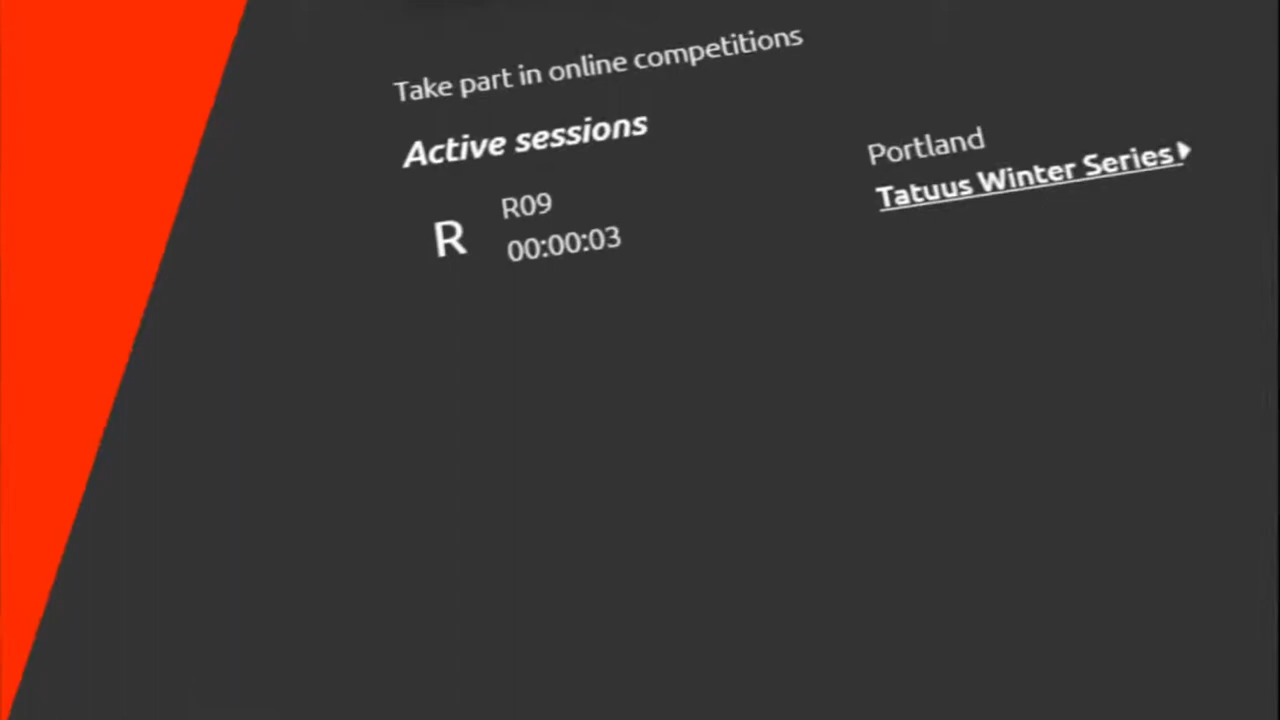 Take part in online competitions
Active sessions
R
R09
00:00:03
Portland
Tatuus Winter Series